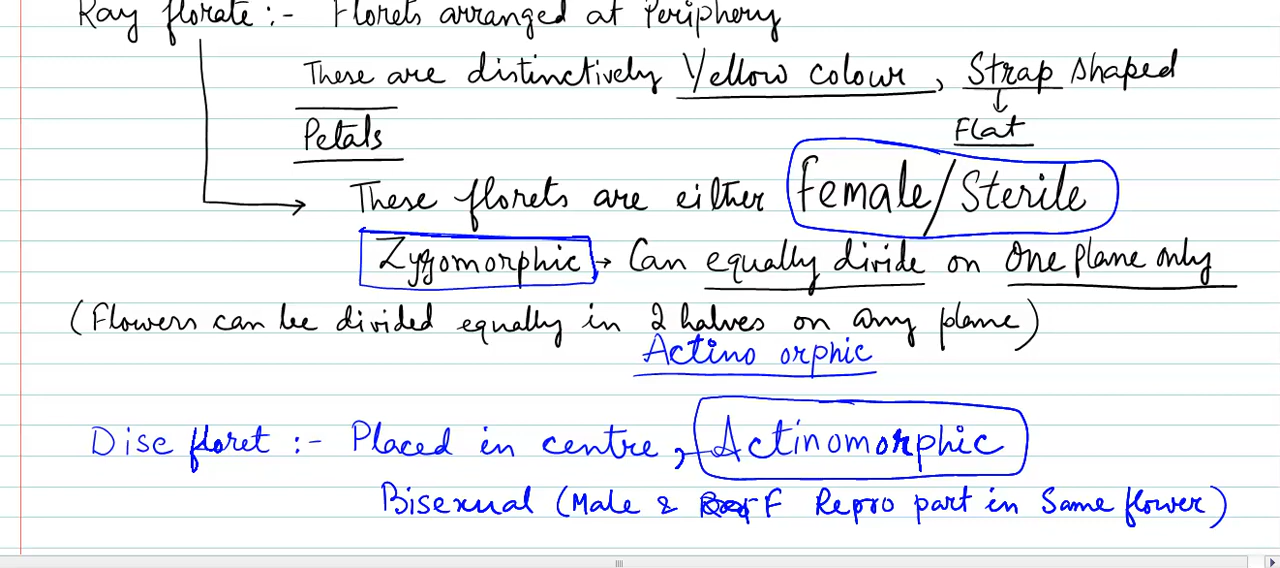 Ray florate :- Florets arranged at Periphery
These are distinctively Yellow colour, Strap shaped
Petals
Flat
These florets are either Female/Sterile
Zygomorphic → Can equally divide on One plane only
(Flowers can be divided equally in 2 halves on any plane)
Actino orphic
Disc floret :- Placed in centre, Actinomorphic
Bisexual (Male & F Repro part in Same flower)